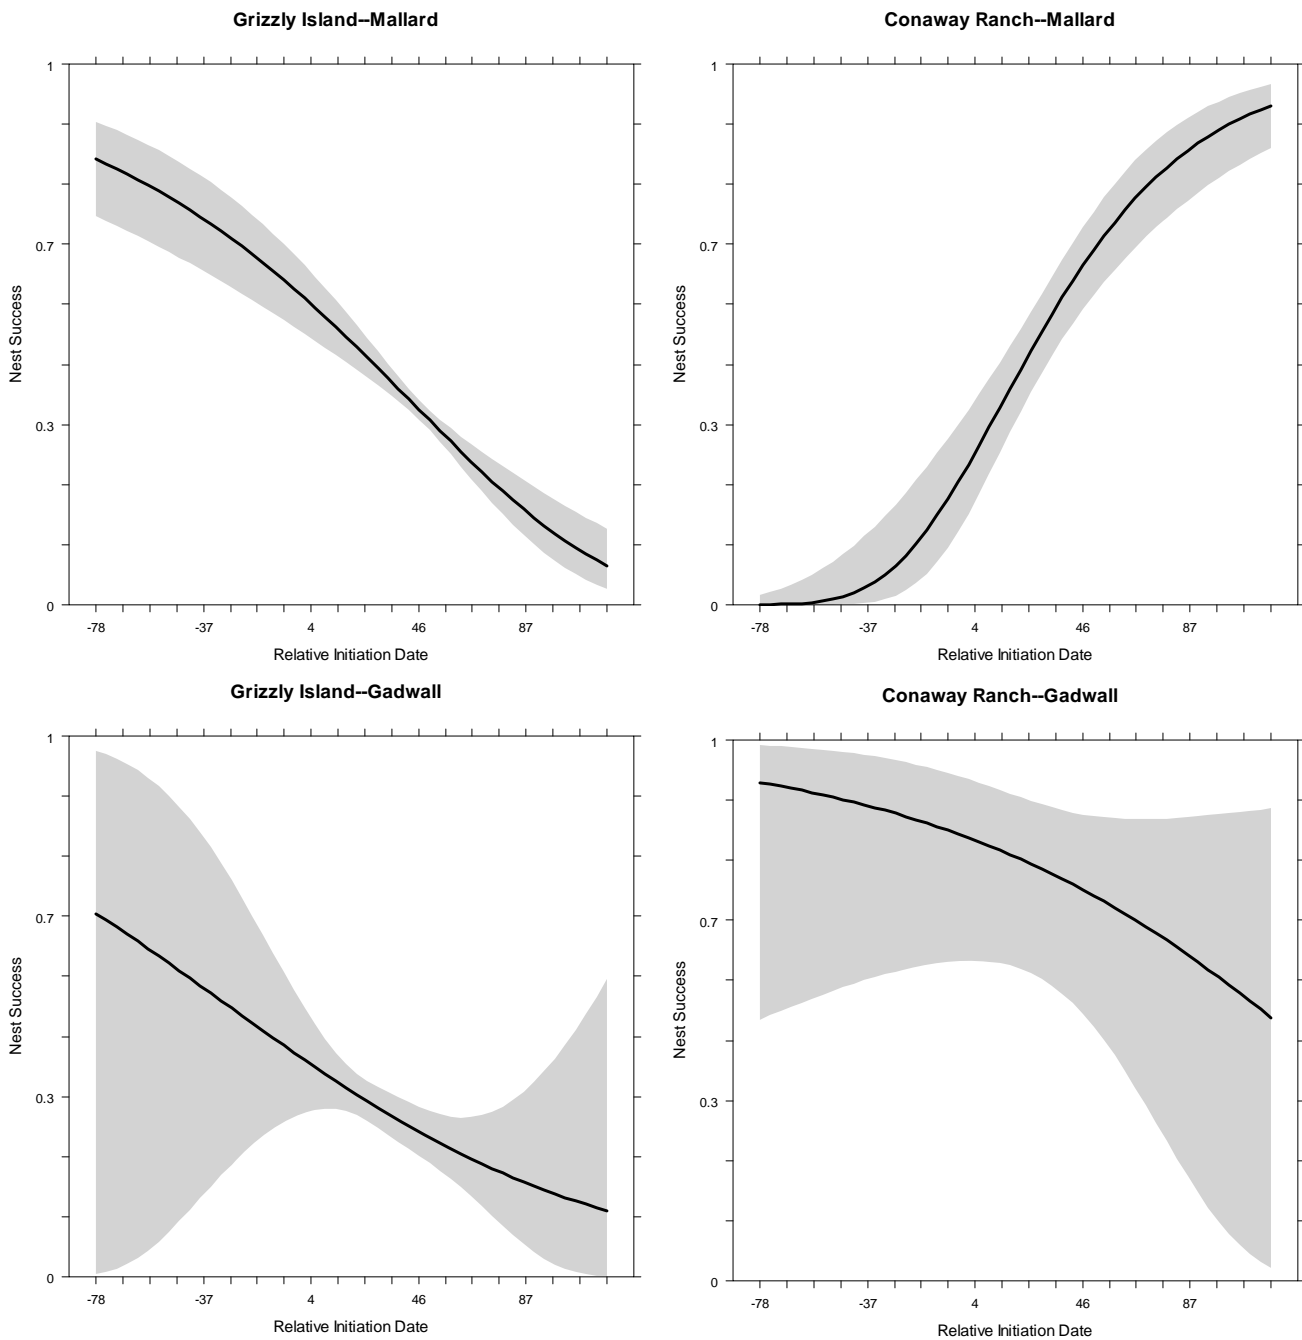 Grizzly Island--Mallard
1
0.7
0.3
0
Nest Success
-78 -37 4 46 87
Relative Initiation Date
Conaway Ranch--Mallard
1
0.7
0.3
0
Nest Success
-78 -37 4 46 87
Relative Initiation Date
Grizzly Island--Gadwall
1
0.7
0.3
0
Nest Success
-78 -37 4 46 87
Relative Initiation Date
Conaway Ranch--Gadwall
1
0.7
0.3
0
Nest Success
-78 -37 4 46 87
Relative Initiation Date